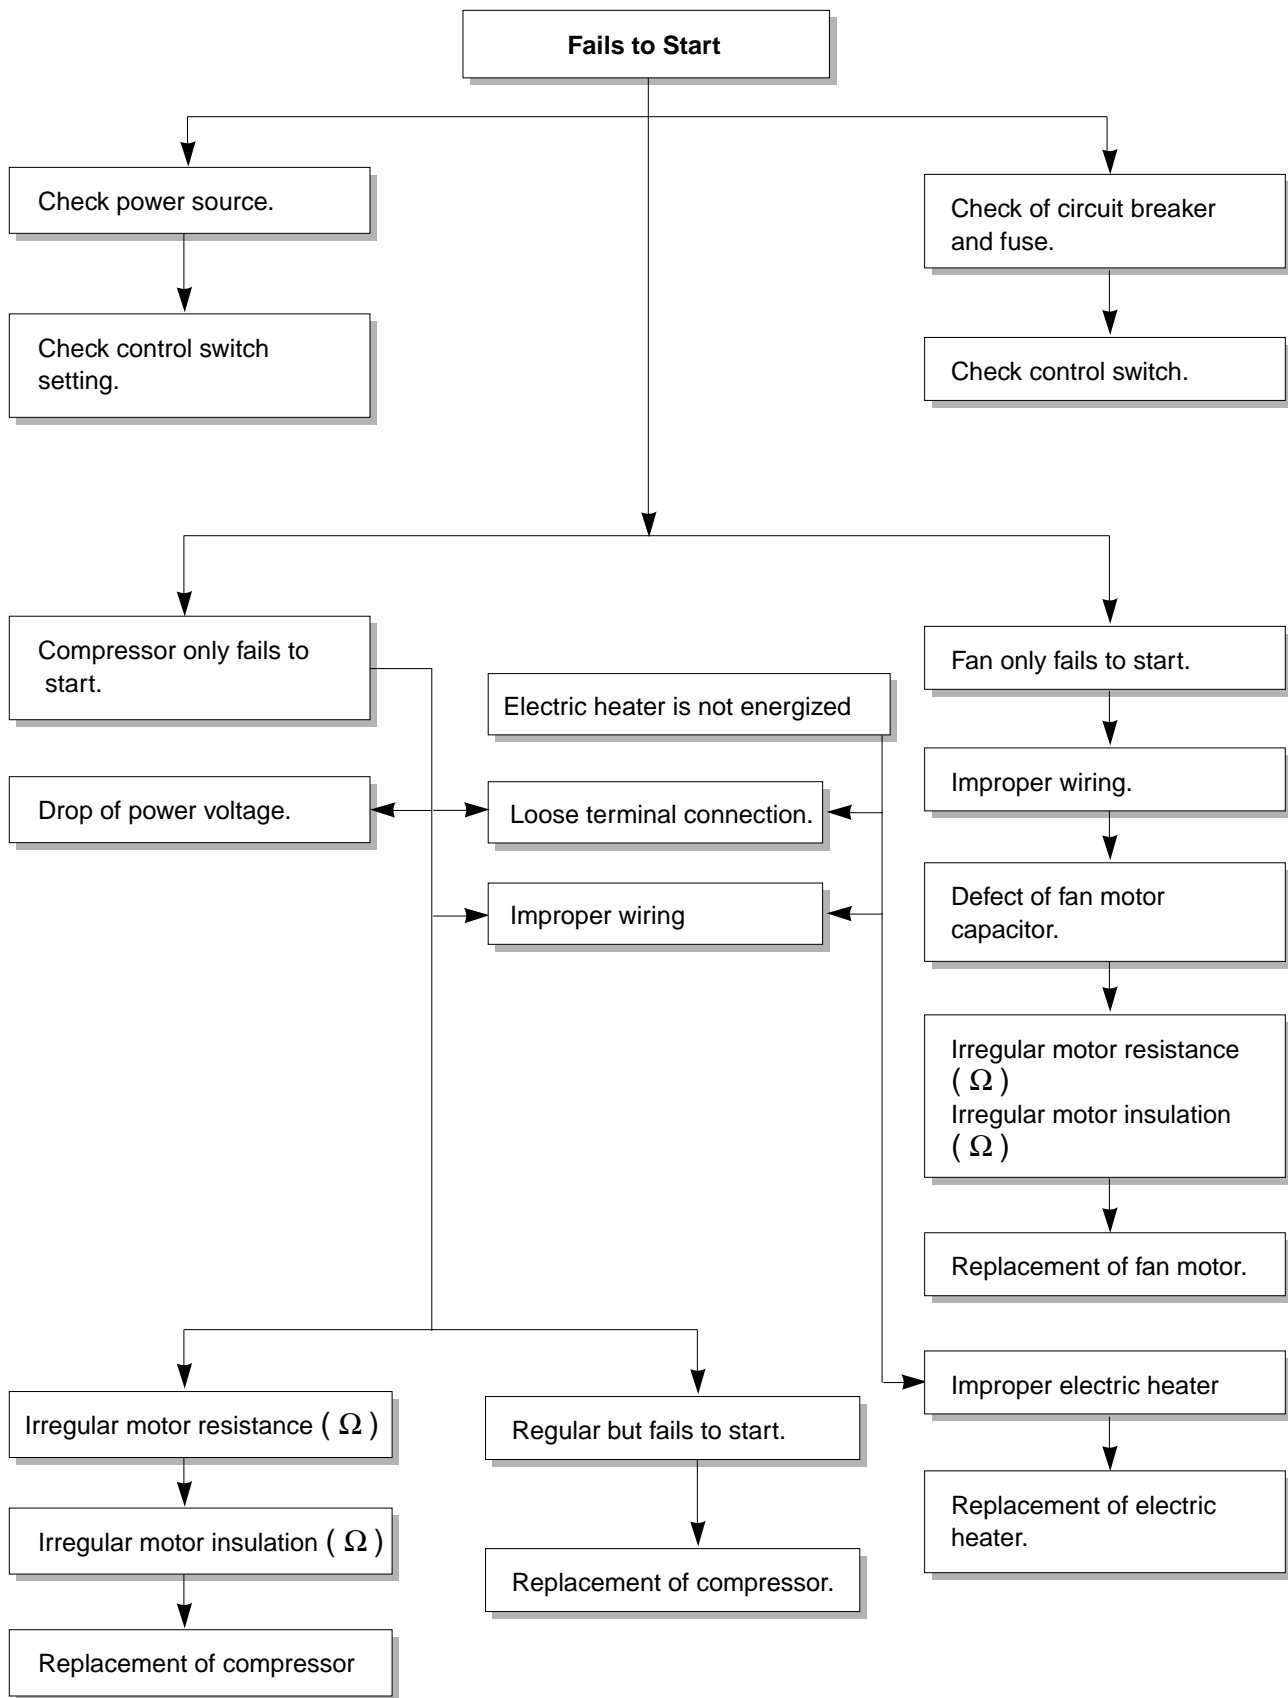 Fails to Start
Check power source.
Check of circuit breaker
and fuse.
Check control switch
setting.
Check control switch.
Compressor only fails to
start.
Fan only fails to start.
Electric heater is not energized
Improper wiring.
Drop of power voltage.
Loose terminal connection.
Improper wiring
Defect of fan motor
capacitor.
Irregular motor resistance
( Ω )
Irregular motor insulation
( Ω )
Replacement of fan motor.
Improper electric heater
Irregular motor resistance ( Ω )
Regular but fails to start.
Replacement of electric
heater.
Irregular motor insulation ( Ω )
Replacement of compressor.
Replacement of compressor